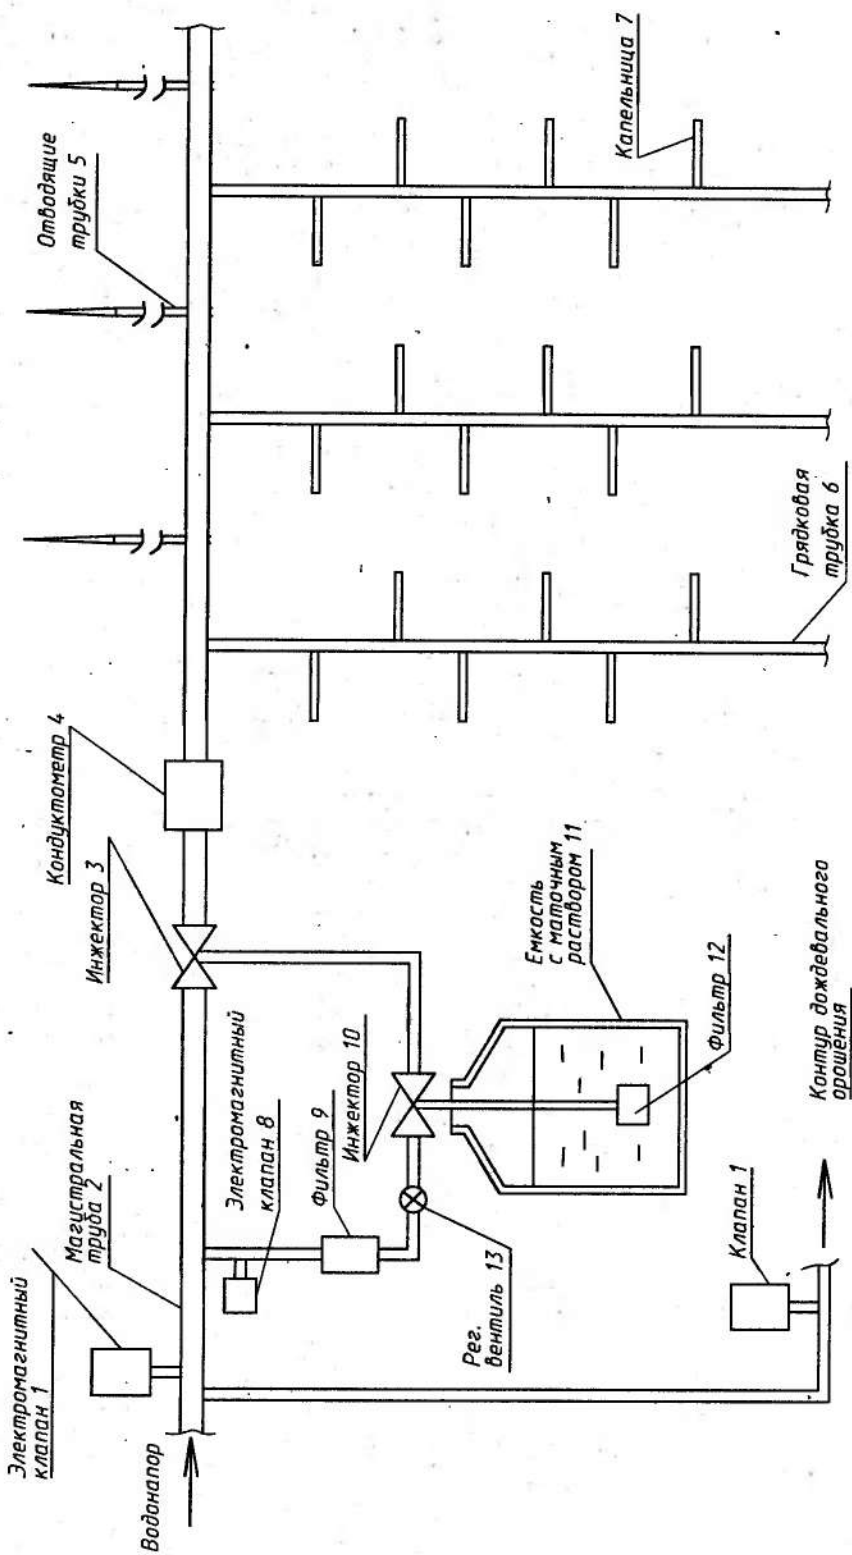 Электромагнитный
клапан 1
Водонапор
Магистральная
труба 2
Инжектор 3
Кондуктометр 4
Отводящие
трубки 5
Электромагнитный
клапан 8
Фильтр 9
Инжектор 10
Рег.
вентиль 13
Емкость
с маточным
раствором 11
Фильтр 12
Клапан 1
Контур дождевального
орошения
Грядковая
трубка 6
Капельница 7